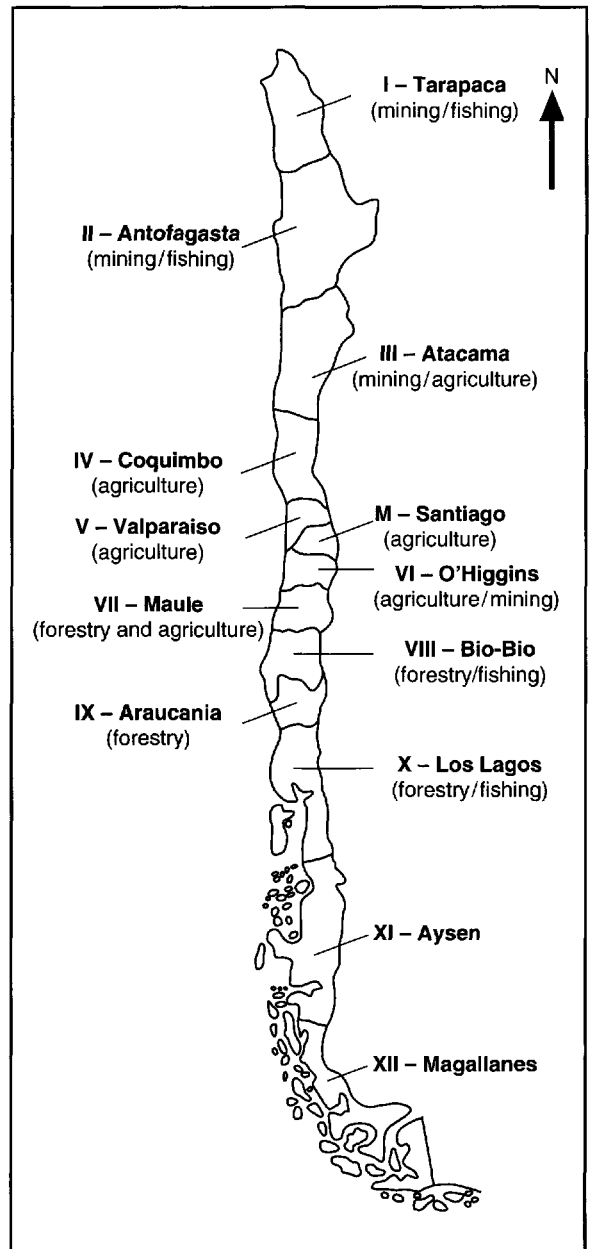 I – Tarapaca
(mining/fishing)
N
II – Antofagasta
(mining/fishing)
III – Atacama
(mining/agriculture)
IV – Coquimbo
(agriculture)
V – Valparaiso
(agriculture)
M – Santiago
(agriculture)
VI – O'Higgins
(agriculture/mining)
VII – Maule
(forestry and agriculture)
VIII – Bio-Bio
(forestry/fishing)
IX – Araucania
(forestry)
X – Los Lagos
(forestry/fishing)
XI – Aysen
XII – Magallanes